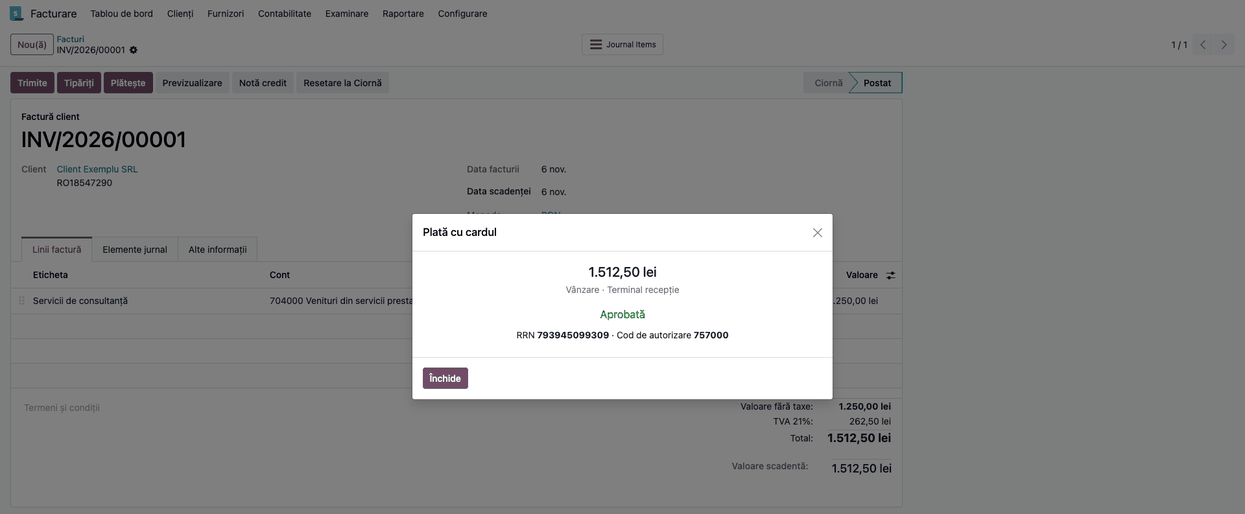 Facturare Tablou de bord Clienți Furnizori Contabilitate Examinare Raportare Configurare
Nou(ă) Facturi
INV/2026/00001
Journal Items
1 / 1
Trimite Tipăriți Plătește Previzualizare Notă credit Resetare la Ciornă Ciornă Postat
Factură client
INV/2026/00001
Client Client Exemplu SRL
RO18547290
Data facturii 6 nov.
Data scadenței 6 nov.
Linii factură Elemente jurnal Alte informații
Eticheta Cont Valoare
Servicii de consultanță 704000 Venituri din servicii presta .250,00 lei
Plată cu cardul
1.512,50 lei
Vânzare · Terminal recepție
Aprobată
RRN 793945099309 · Cod de autorizare 757000
Închide
Termeni și condiții
Valoare fără taxe: 1.250,00 lei
TVA 21%: 262,50 lei
Total: 1.512,50 lei
Valoare scadentă: 1.512,50 lei